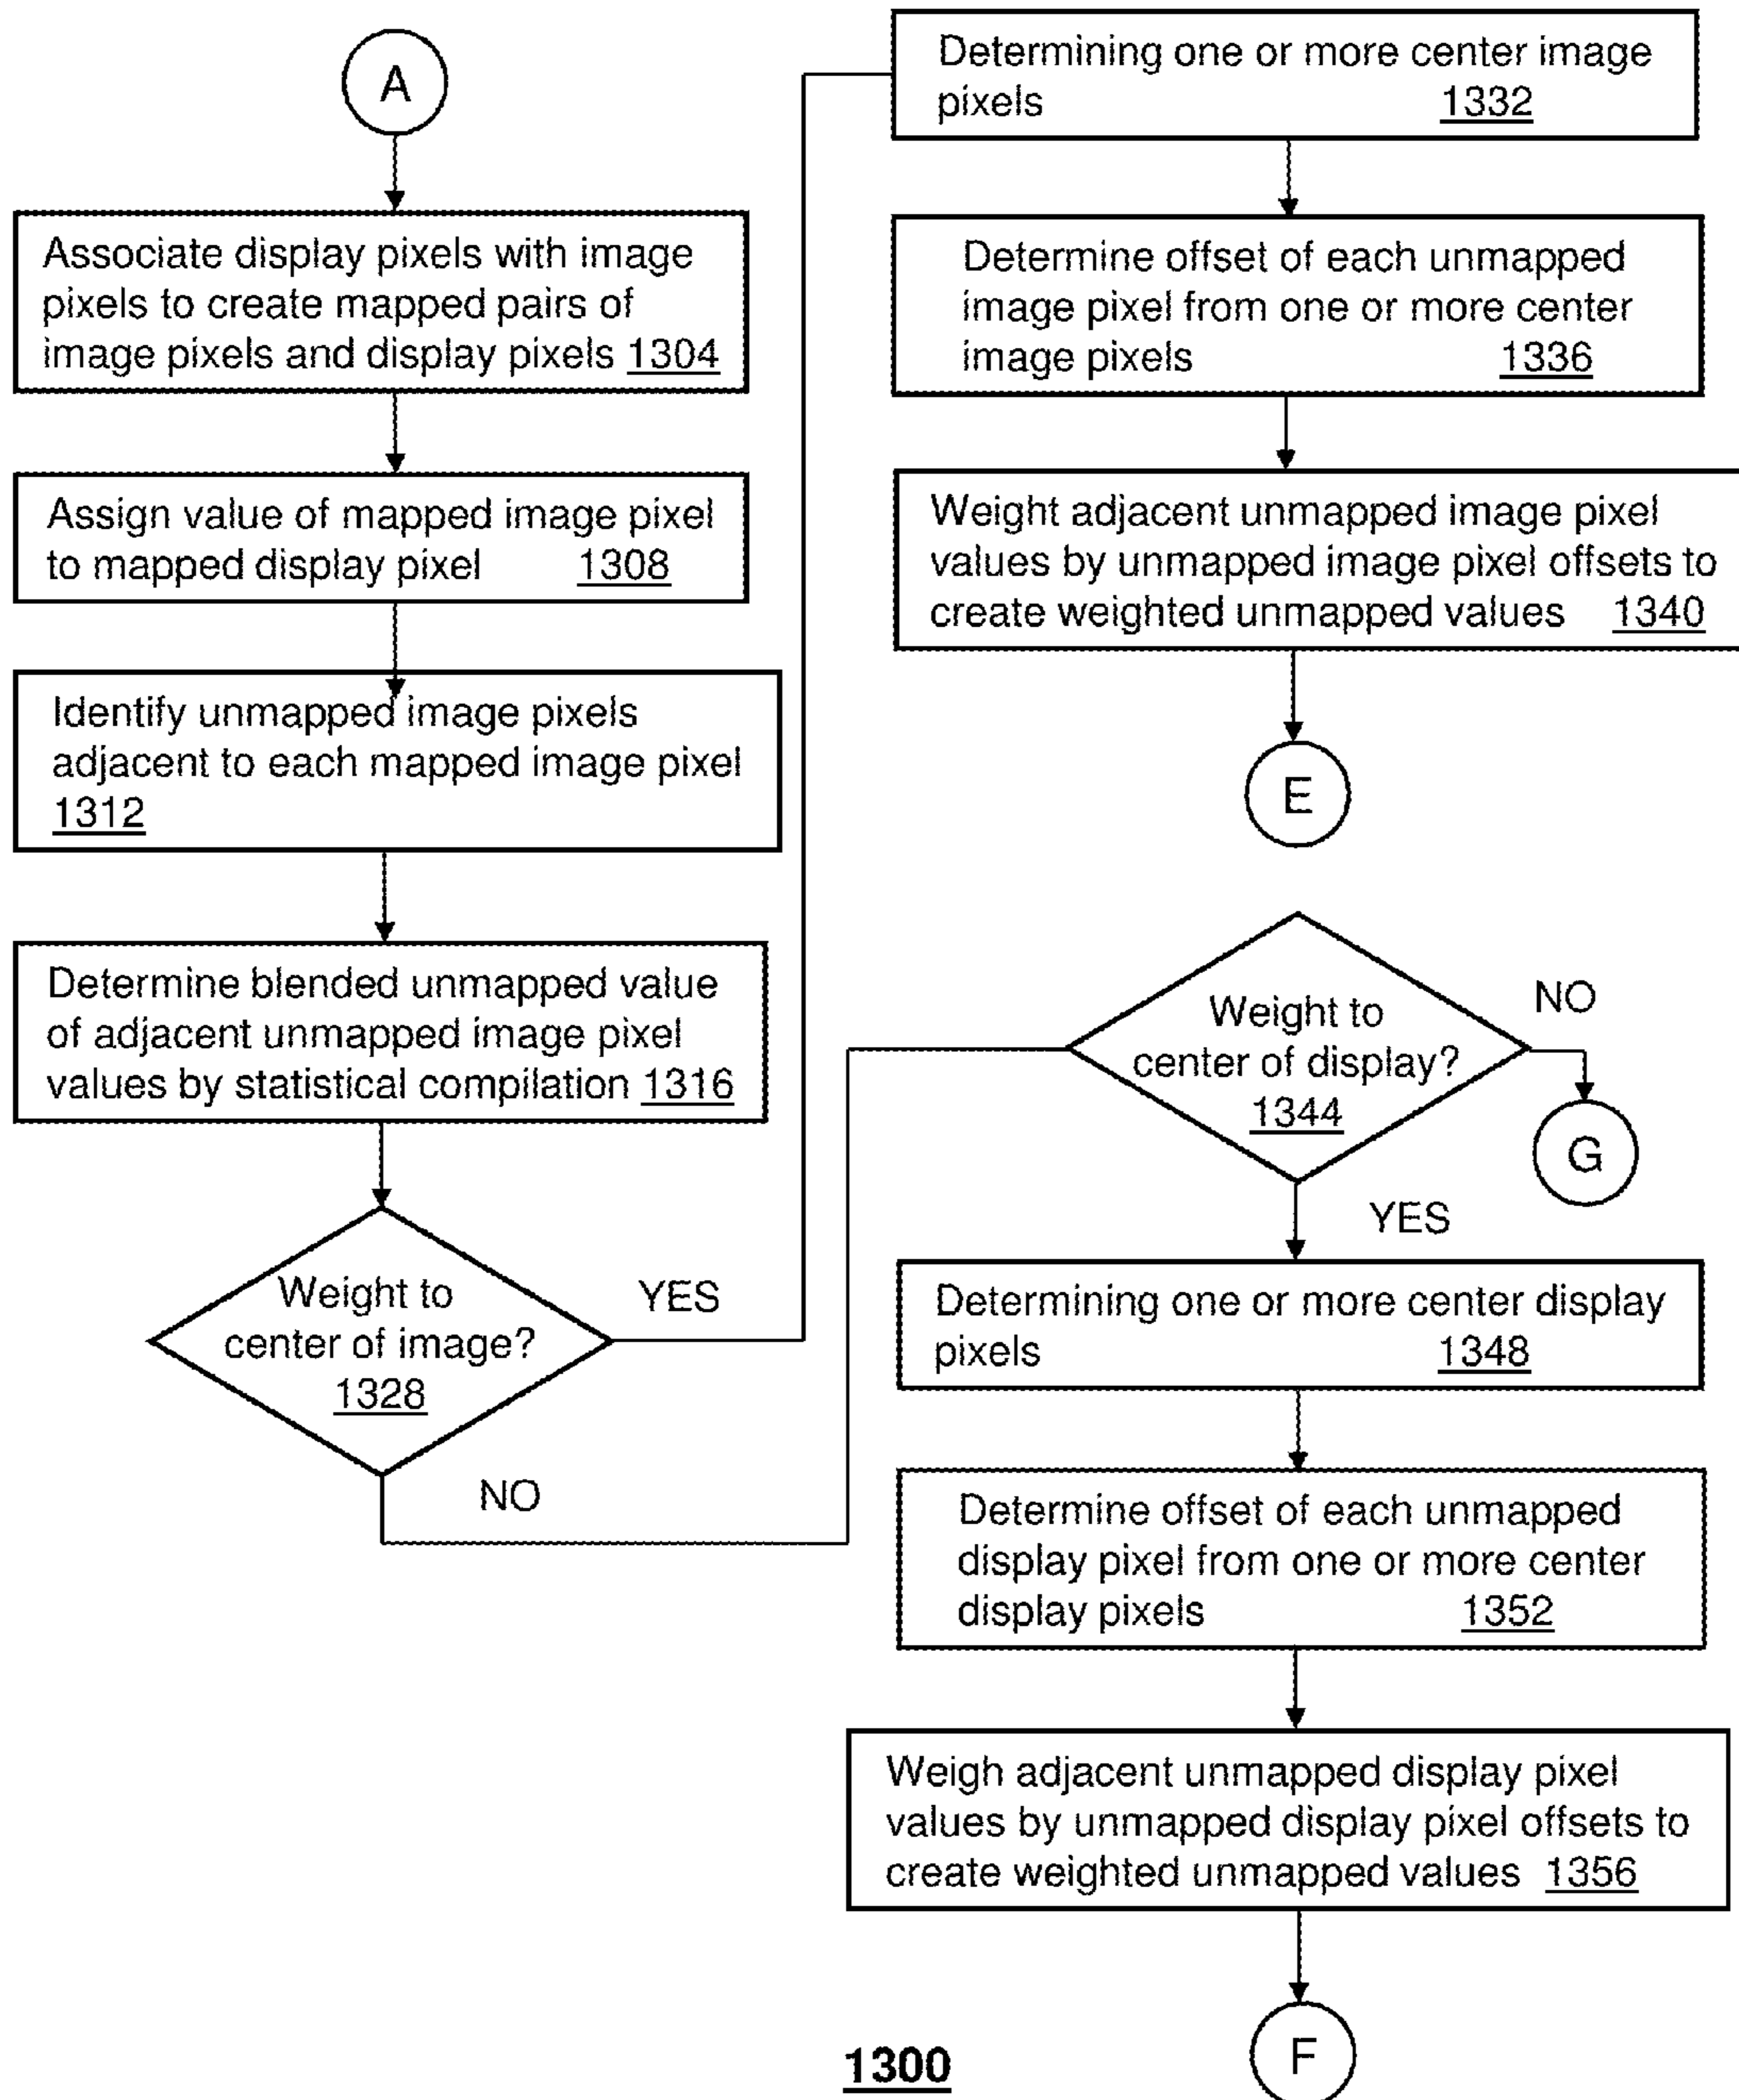 A
Associate display pixels with image
pixels to create mapped pairs of
image pixels and display pixels 1304
Assign value of mapped image pixel
to mapped display pixel 1308
Identify unmapped image pixels
adjacent to each mapped image pixel
1312
Determine blended unmapped value
of adjacent unmapped image pixel
values by statistical compilation 1316
Weight to
center of image?
1328
YES
NO
Determining one or more center image
pixels 1332
Determine offset of each unmapped
image pixel from one or more center
image pixels 1336
Weight adjacent unmapped image pixel
values by unmapped image pixel offsets to
create weighted unmapped values 1340
E
Weight to
center of display?
1344
NO
G
YES
Determining one or more center display
pixels 1348
Determine offset of each unmapped
display pixel from one or more center
display pixels 1352
Weigh adjacent unmapped display pixel
values by unmapped display pixel offsets to
create weighted unmapped values 1356
F
1300